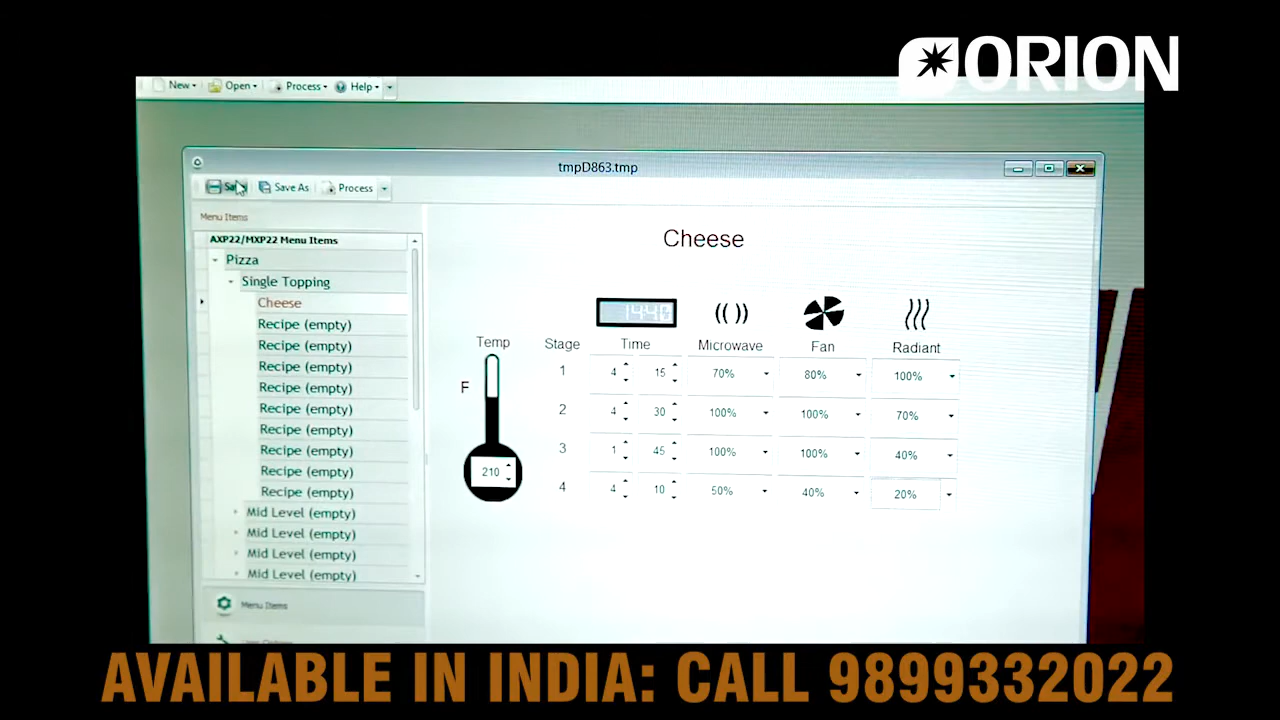 ORION
New Open Process Help
tmpD863.tmp
Save Save As Process
Menu Items
AXP22/MXP22 Menu Items
Pizza
Single Topping
Cheese
Recipe (empty)
Recipe (empty)
Recipe (empty)
Recipe (empty)
Recipe (empty)
Recipe (empty)
Recipe (empty)
Recipe (empty)
Recipe (empty)
Mid Level (empty)
Mid Level (empty)
Mid Level (empty)
Mid Level (empty)
Menu Items
Cheese
Temp
F
210
14:40
Stage Time Microwave Fan Radiant
1 4 15 70% 80% 100%
2 4 30 100% 100% 70%
3 1 45 100% 100% 40%
4 4 10 50% 40% 20%
AVAILABLE IN INDIA: CALL 9899332022